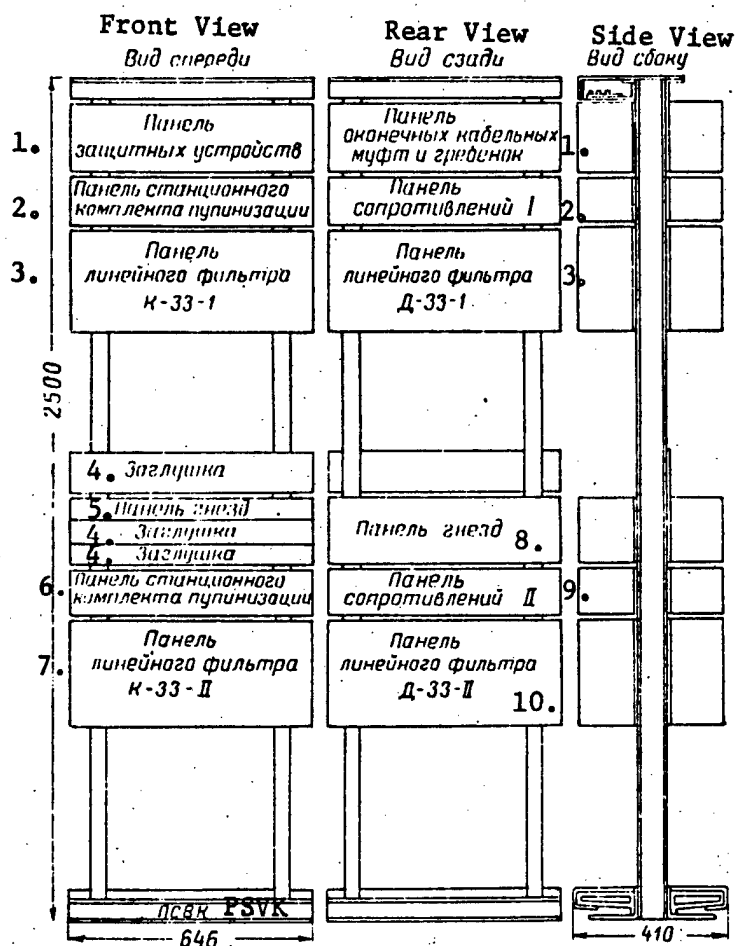 Front View
Вид спереди
Rear View
Вид сзади
Side View
Вид сбоку
1.
Панель
защитных устройств
2.
Панель станционного
комплента пупинизации
3.
Панель
линейного фильтра
К-33-1
4. Заглушка
5. Панель гнезд
4. Заглушка
4. Заглушка
6.
Панель станционного
комплента пупинизации
7.
Панель
линейного фильтра
К-33-II
ПСВК PSVK
646
2500
Панель
оконечных кабельных
муфт и гребенок
Панель
сопротивлений I
Панель
линейного фильтра
Д-33-1
Панель гнезд
8.
Панель
сопротивлений II
Панель
линейного фильтра
Д-33-II
10.
1.
2.
3.
9.
410